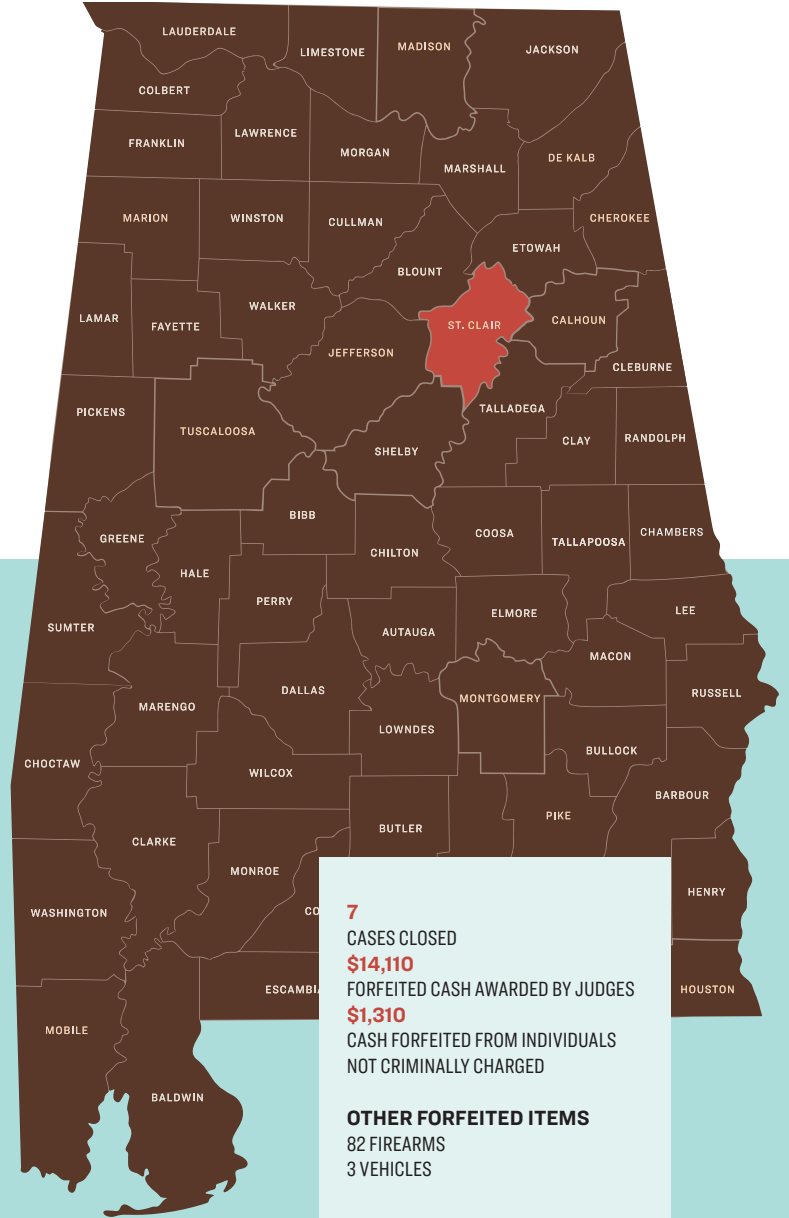 LAUDERDALE
LIMESTONE
MADISON
JACKSON
COLBERT
FRANKLIN
LAWRENCE
MORGAN
MARSHALL
DE KALB
MARION
WINSTON
CULLMAN
CHEROKEE
ETOWAH
BLOUNT
LAMAR
FAYETTE
WALKER
ST. CLAIR
CALHOUN
JEFFERSON
CLEBURNE
PICKENS
TUSCALOOSA
TALLADEGA
SHELBY
CLAY
RANDOLPH
GREENE
BIBB
HALE
CHILTON
COOSA
TALLAPOOSA
CHAMBERS
PERRY
SUMTER
AUTAUGA
ELMORE
LEE
MACON
MARENGO
DALLAS
MONTGOMERY
RUSSELL
LOWNDES
BULLOCK
CHOCTAW
WILCOX
BARBOUR
CLARKE
BUTLER
PIKE
MONROE
HENRY
WASHINGTON
CO
ESCAMBIA
HOUSTON
MOBILE
BALDWIN
7
CASES CLOSED
$14,110
FORFEITED CASH AWARDED BY JUDGES
$1,310
CASH FORFEITED FROM INDIVIDUALS
NOT CRIMINALLY CHARGED
OTHER FORFEITED ITEMS
82 FIREARMS
3 VEHICLES